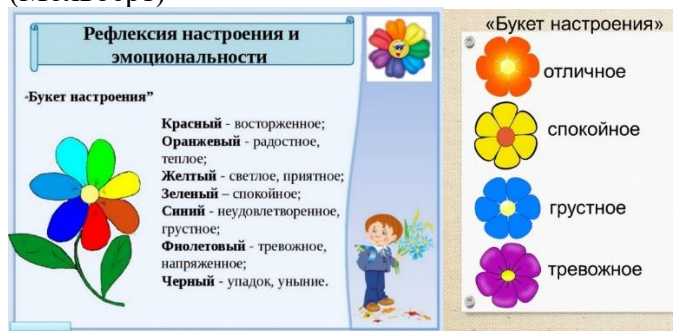 (Мольберт)
Рефлексия настроения и
эмоциональности
"Букет настроения”
Красный - восторженное;
Оранжевый - радостное,
теплое;
Желтый - светлое, приятное;
Зеленый – спокойное;
Синий - неудовлетворенное,
грустное;
Фиолетовый - тревожное,
напряженное;
Черный - упадок, уныние.
«Букет настроения»
отличное
спокойное
грустное
тревожное